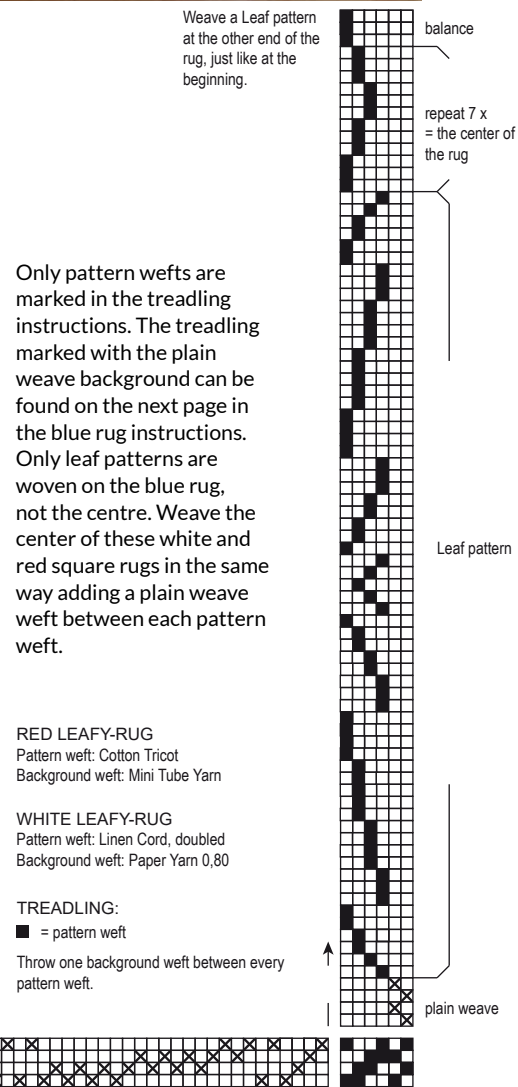 Weave a Leaf pattern
at the other end of the
rug, just like at the
beginning.
balance
repeat 7 x
= the center of
the rug
Only pattern wefts are
marked in the treadling
instructions. The treadling
marked with the plain
weave background can be
found on the next page in
the blue rug instructions.
Only leaf patterns are
woven on the blue rug,
not the centre. Weave the
center of these white and
red square rugs in the same
way adding a plain weave
weft between each pattern
weft.
Leaf pattern
RED LEAFY-RUG
Pattern weft: Cotton Tricot
Background weft: Mini Tube Yarn
WHITE LEAFY-RUG
Pattern weft: Linen Cord, doubled
Background weft: Paper Yarn 0,80
TREADLING:
■ = pattern weft
Throw one background weft between every
pattern weft.
plain weave